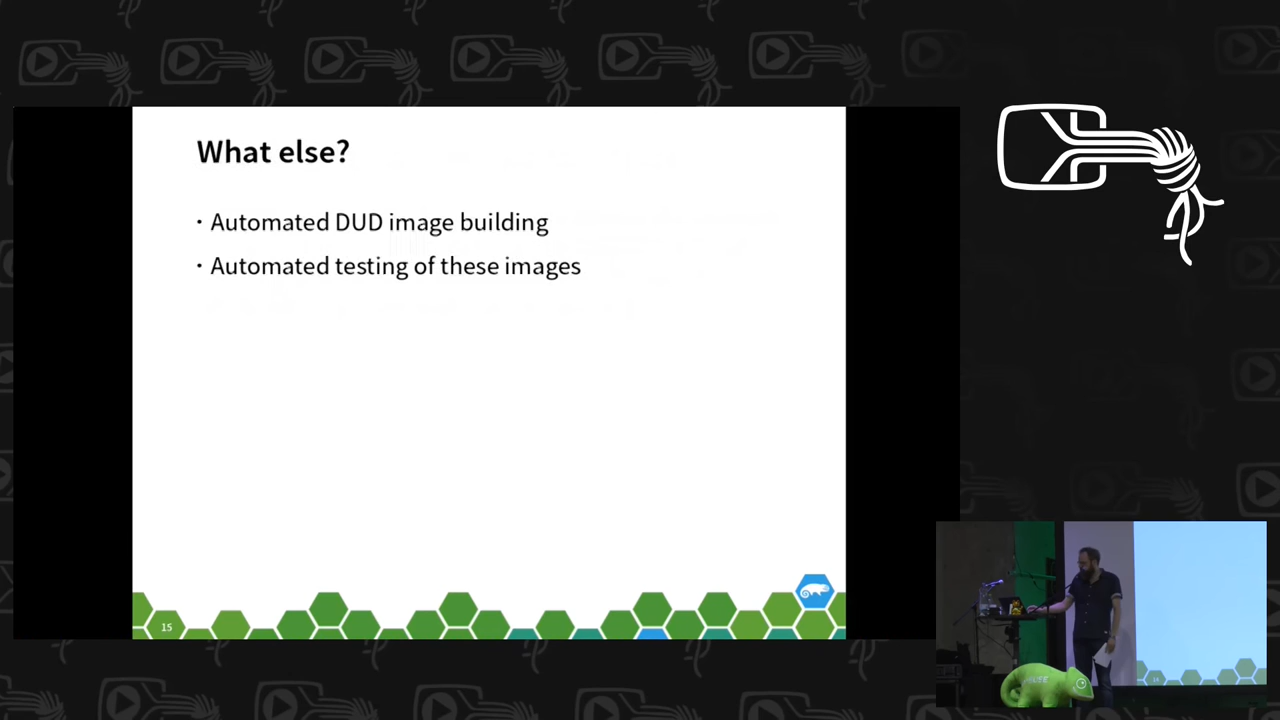 What else?
· Automated DUD image building
· Automated testing of these images
15